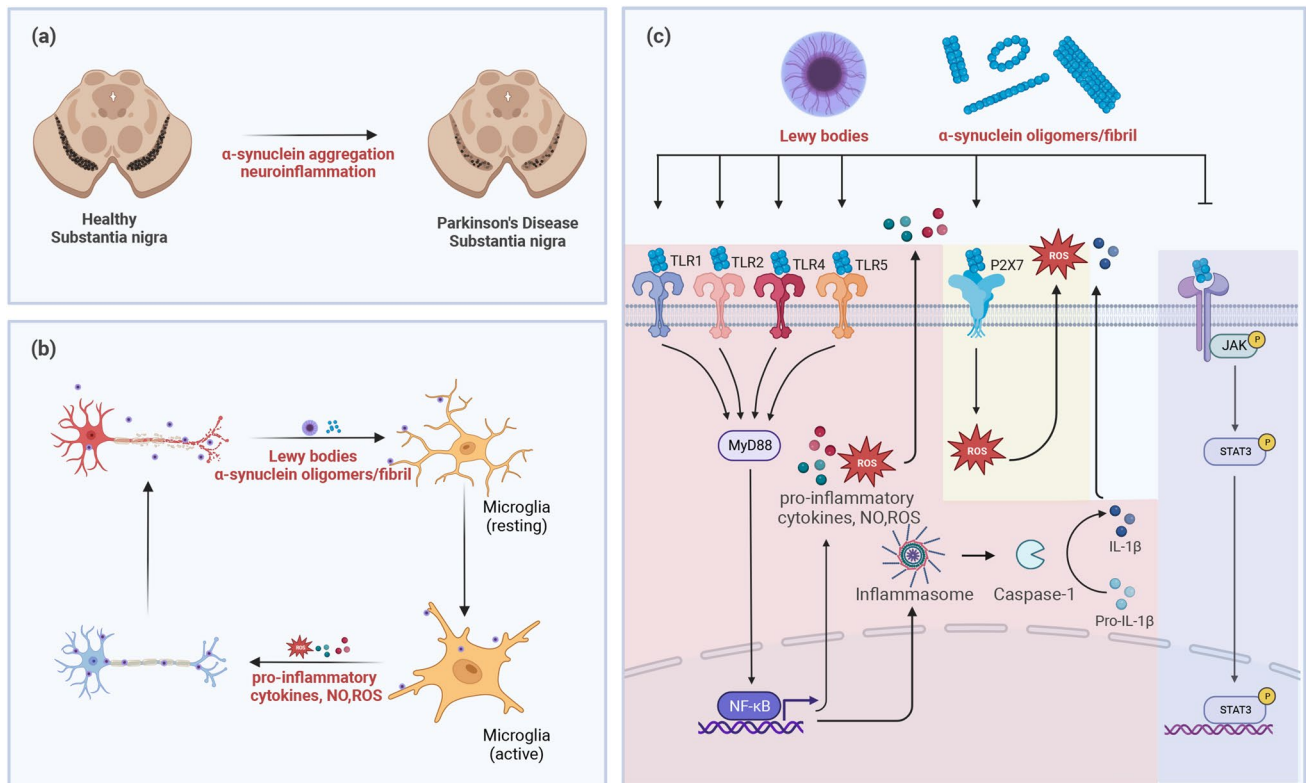 (a)
Healthy
Substantia nigra
α-synuclein aggregation
neuroinflammation
Parkinson's Disease
Substantia nigra
(b)
Lewy bodies
α-synuclein oligomers/fibril
Microglia
(resting)
ROS
pro-inflammatory
cytokines, NO,ROS
Microglia
(active)
(c)
Lewy bodies
α-synuclein oligomers/fibril
TLR1
TLR2
TLR4
TLR5
P2X7
ROS
JAK
P
MyD88
ROS
ROS
STAT3
P
pro-inflammatory
cytokines, NO,ROS
IL-1β
Inflammasome
Caspase-1
Pro-IL-1β
NF-κB
STAT3
P